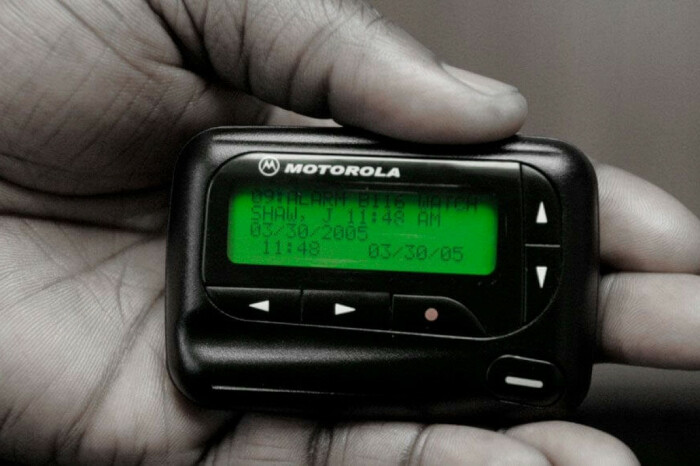 MOTOROLA
09:ALARM B116 WATCH
SHAW, J 11:48 AM
03/30/2005
11:48 03/30/05